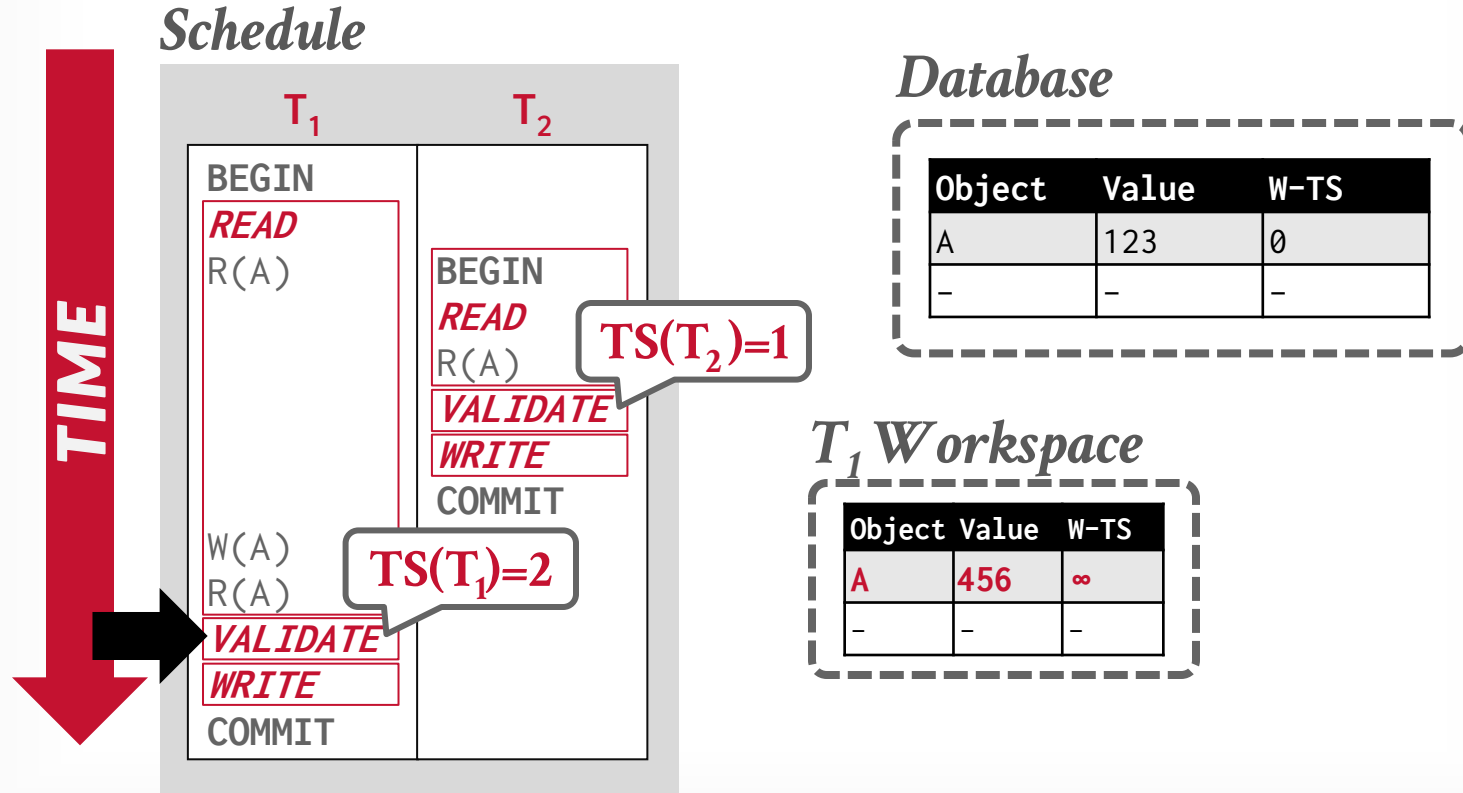 Schedule
TIME
T1 T2
BEGIN
READ
R(A) BEGIN
READ
R(A)
TS(T2)=1
VALIDATE
WRITE
COMMIT
W(A)
R(A)
TS(T1)=2
VALIDATE
WRITE
COMMIT
Database
Object Value W-TS
A 123 0
- - -
T1 Workspace
Object Value W-TS
A 456 ∞
- - -